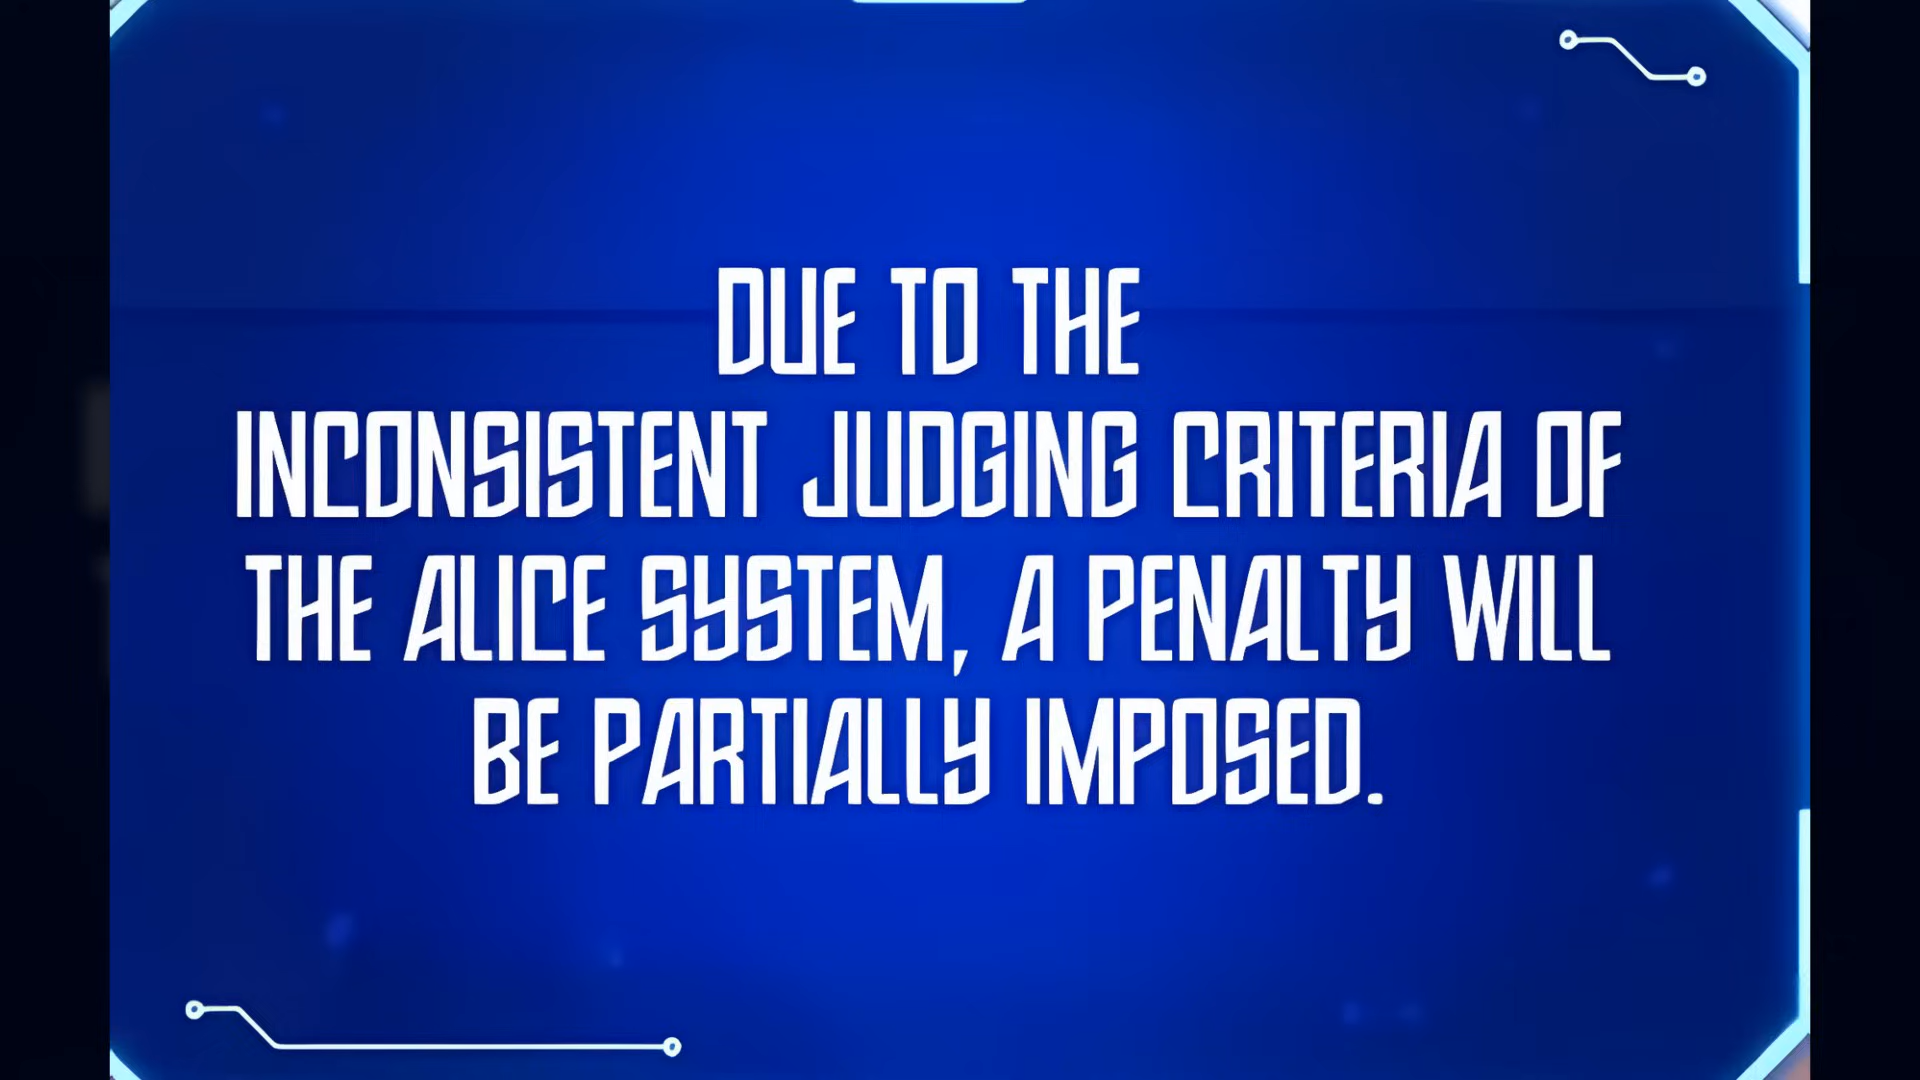 DUE TO THE
INCONSISTENT JUDGING CRITERIA OF
THE ALICE SYSTEM, A PENALTY WILL
BE PARTIALLY IMPOSED.